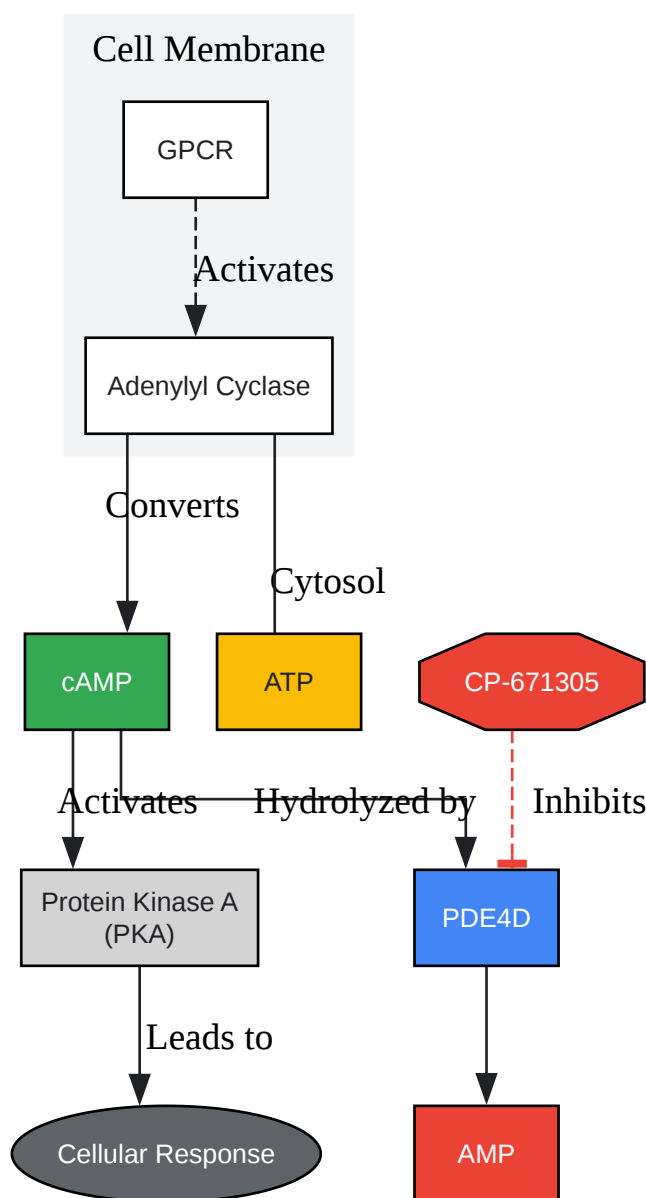 Cell Membrane
GPCR
Activates
Adenylyl Cyclase
Converts
Cytosol
cAMP
ATP
CP-671305
Activates
Hydrolyzed by
Inhibits
Protein Kinase A
(PKA)
PDE4D
Leads to
Cellular Response
AMP